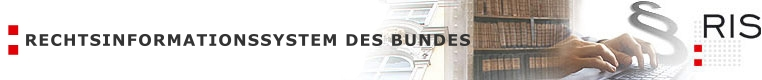 RECHTSINFORMATIONSSYSTEM DES BUNDES
§ RIS